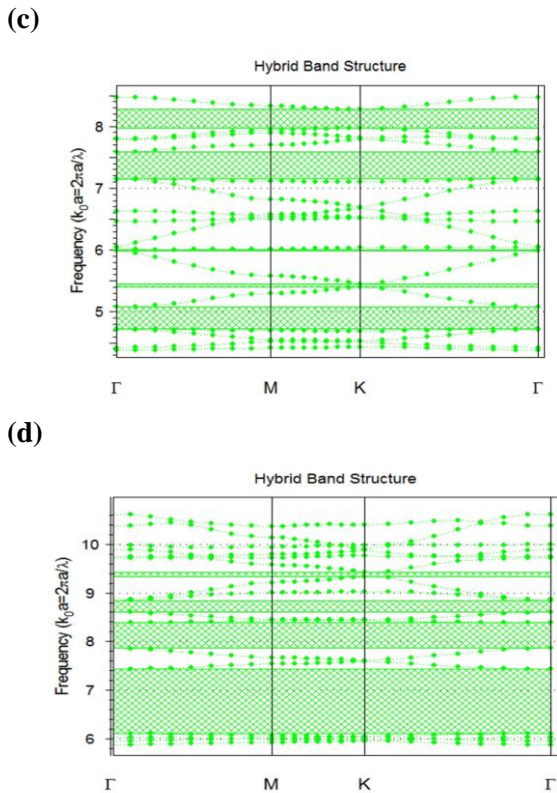 (c)
Hybrid Band Structure
Frequency (k₀a=2πa/λ)
8
7
6
5
Γ M K Γ
(d)
Hybrid Band Structure
Frequency (k₀a=2πa/λ)
10
9
8
7
6
Γ M K Γ